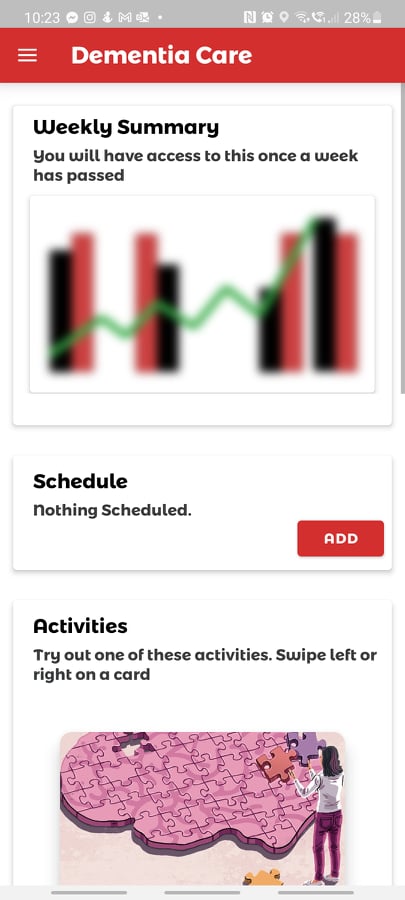 10:23 28%
Dementia Care
Weekly Summary
You will have access to this once a week
has passed
Schedule
Nothing Scheduled.
ADD
Activities
Try out one of these activities. Swipe left or
right on a card